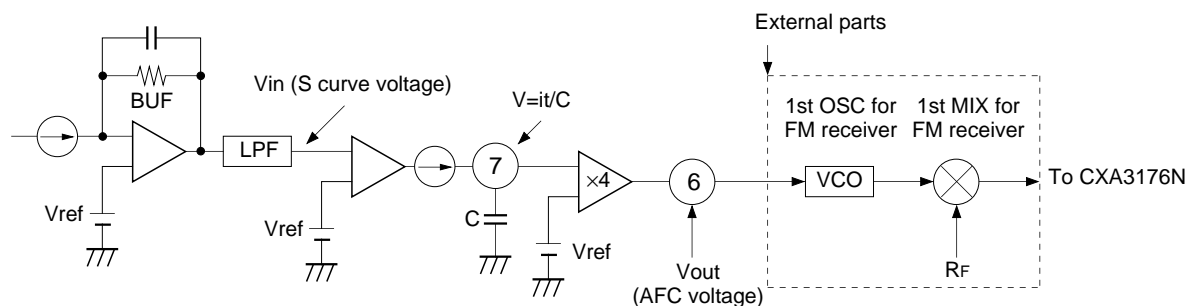 External parts
BUF
Vin (S curve voltage)
V=it/C
1st OSC for
FM receiver
1st MIX for
FM receiver
LPF
7
×4
6
VCO
To CXA3176N
Vref
Vref
C
Vref
Vout
(AFC voltage)
RF